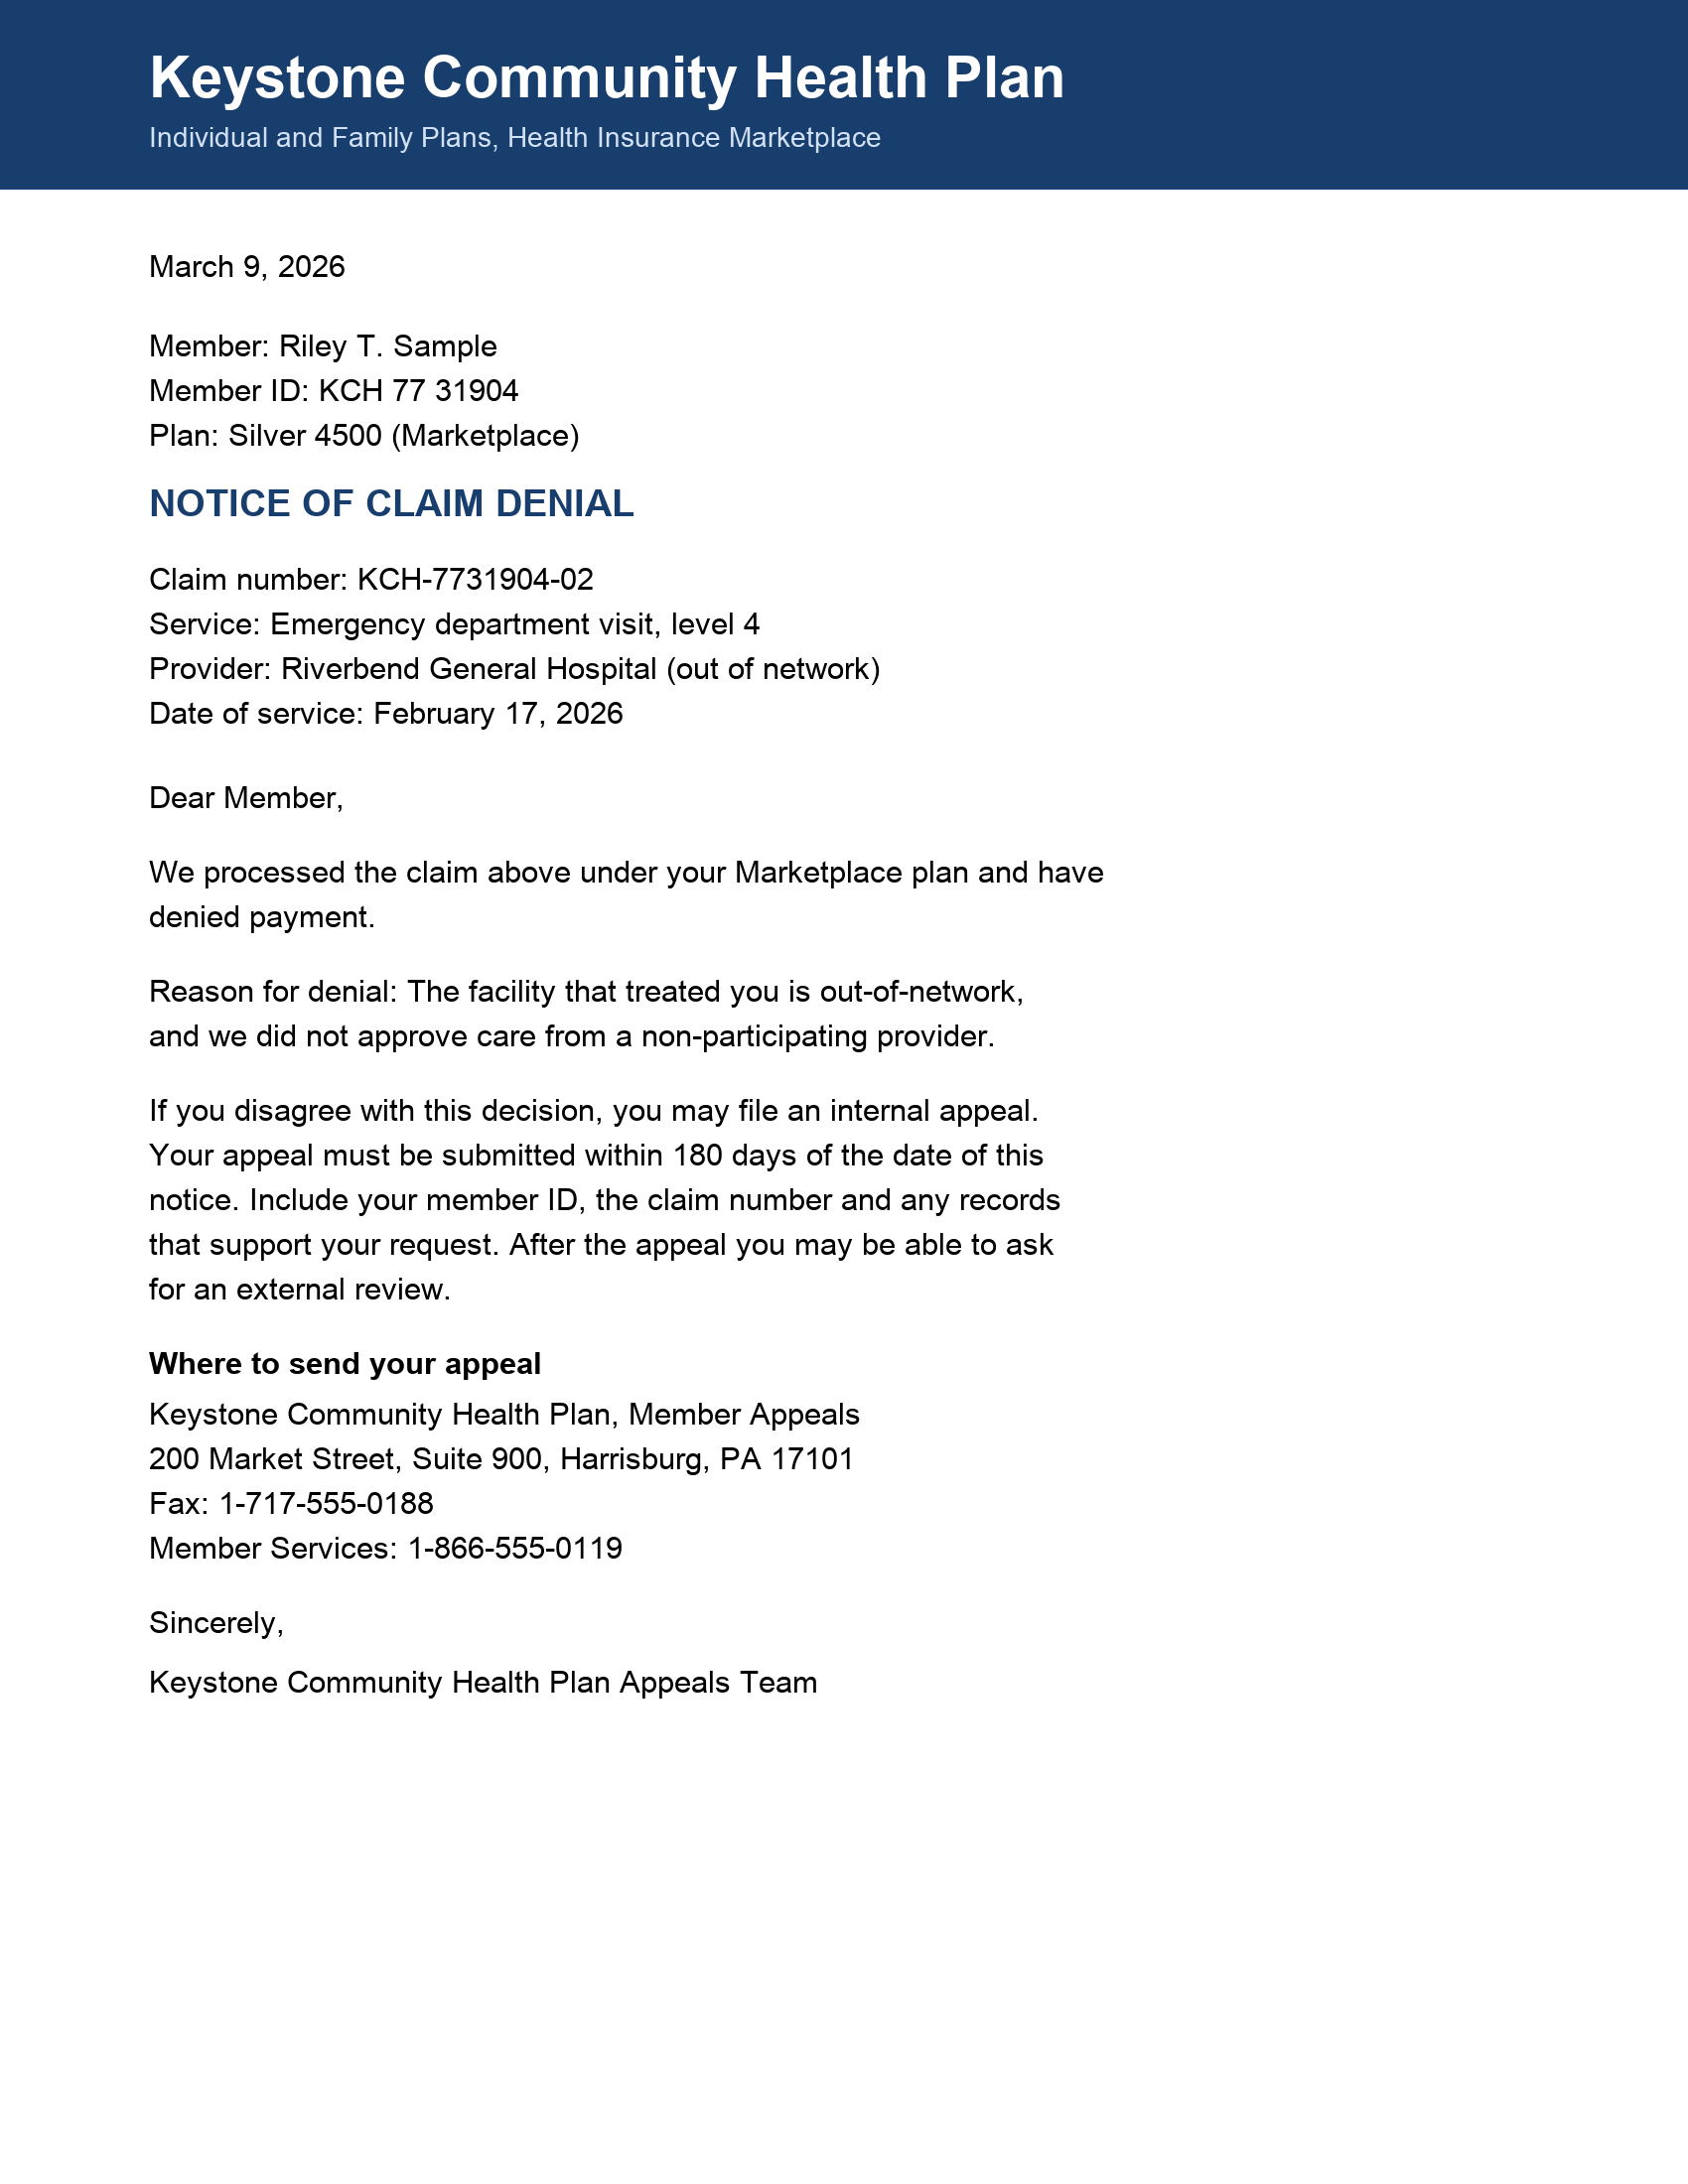 Keystone Community Health Plan
Individual and Family Plans, Health Insurance Marketplace
March 9, 2026
Member: Riley T. Sample
Member ID: KCH 77 31904
Plan: Silver 4500 (Marketplace)
NOTICE OF CLAIM DENIAL
Claim number: KCH-7731904-02
Service: Emergency department visit, level 4
Provider: Riverbend General Hospital (out of network)
Date of service: February 17, 2026
Dear Member,
We processed the claim above under your Marketplace plan and have
denied payment.
Reason for denial: The facility that treated you is out-of-network,
and we did not approve care from a non-participating provider.
If you disagree with this decision, you may file an internal appeal.
Your appeal must be submitted within 180 days of the date of this
notice. Include your member ID, the claim number and any records
that support your request. After the appeal you may be able to ask
for an external review.
Where to send your appeal
Keystone Community Health Plan, Member Appeals
200 Market Street, Suite 900, Harrisburg, PA 17101
Fax: 1-717-555-0188
Member Services: 1-866-555-0119
Sincerely,
Keystone Community Health Plan Appeals Team